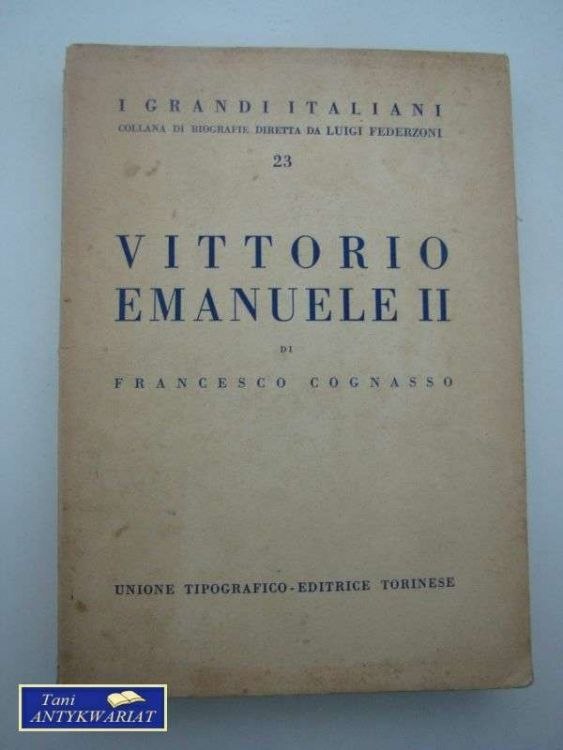 I GRANDI ITALIANI
COLLANA DI BIOGRAFIE DIRETTA DA LUIGI FEDERZONI
23
VITTORIO
EMANUELE II
DI
FRANCESCO COGNASSO
UNIONE TIPOGRAFICO-EDITRICE TORINESE
Tani
ANTYKWARIAT